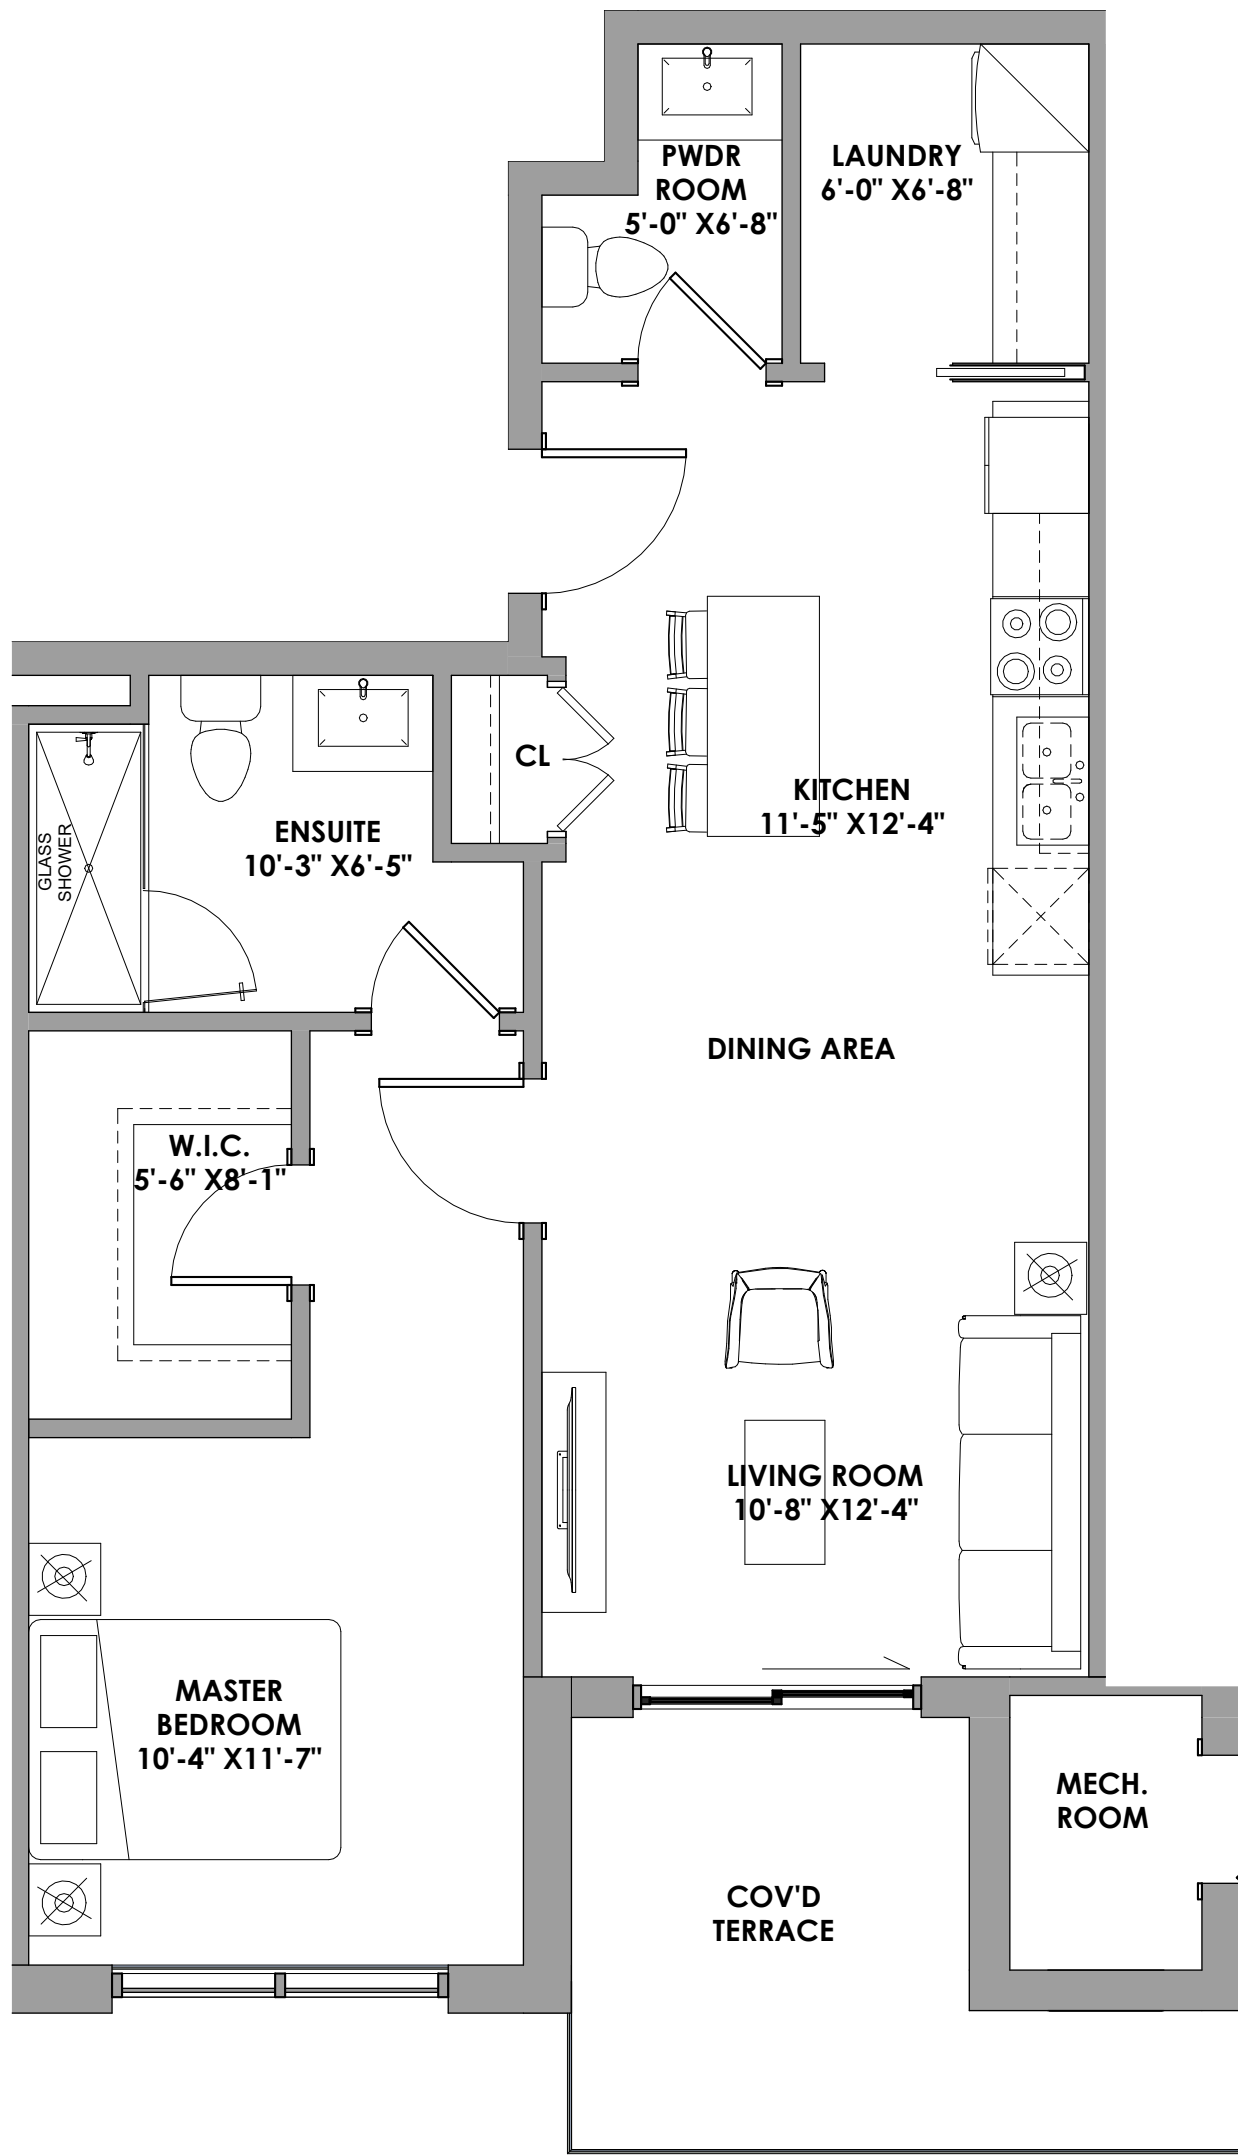 PWDR
ROOM
5'-0" X6'-8"
LAUNDRY
6'-0" X6'-8"
CL
KITCHEN
11'-5" X12'-4"
ENSUITE
10'-3" X6'-5"
GLASS
SHOWER
DINING AREA
W.I.C.
5'-6" X8'-1"
LIVING ROOM
10'-8" X12'-4"
MASTER
BEDROOM
10'-4" X11'-7"
MECH.
ROOM
COV'D
TERRACE